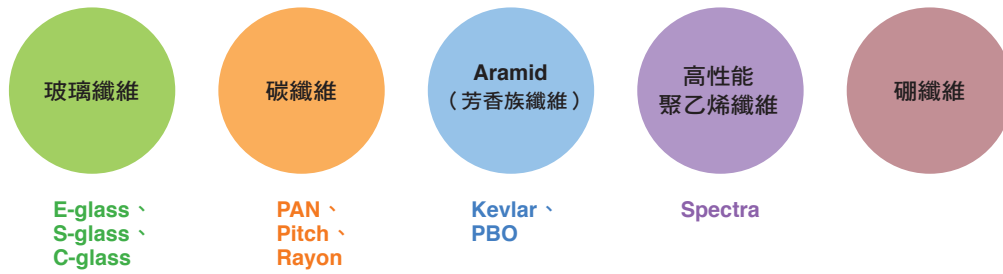 玻璃纖維
碳纖維
Aramid
（芳香族纖維）
高性能
聚乙烯纖維
硼纖維
E-glass、
S-glass、
C-glass
PAN、
Pitch、
Rayon
Kevlar、
PBO
Spectra